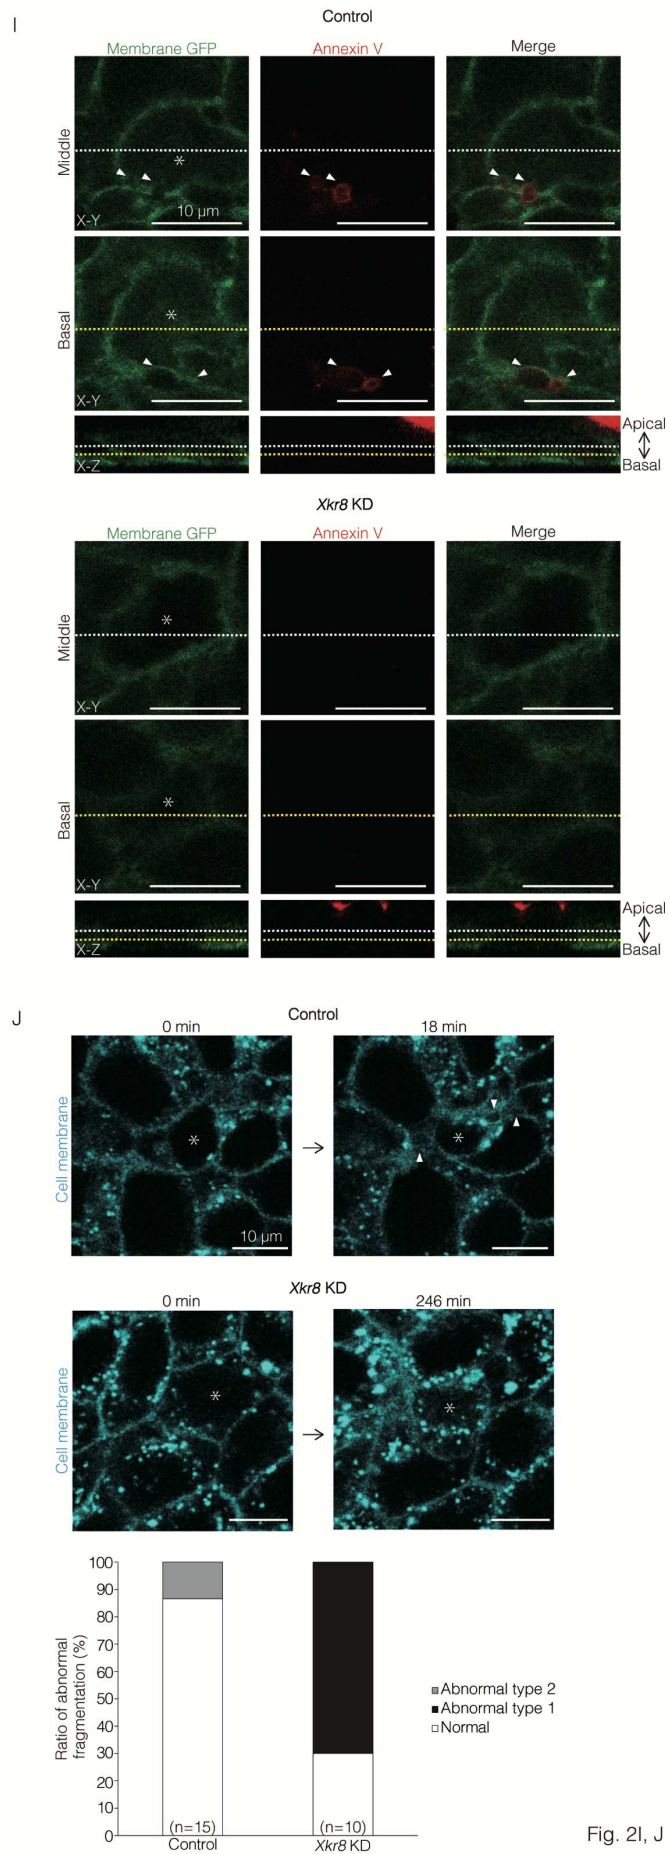 I
Control
Membrane GFP
Annexin V
Merge
Middle
*
10 µm
X-Y
Basal
*
X-Y
X-Z
Apical
Basal
Xkr8 KD
Membrane GFP
Annexin V
Merge
Middle
*
X-Y
Basal
*
X-Y
X-Z
Apical
Basal
J
Control
0 min
18 min
Cell membrane
*
*
→
10 µm
Xkr8 KD
0 min
246 min
Cell membrane
*
*
→
Ratio of abnormal
fragmentation (%)
100
90
80
70
60
50
40
30
20
10
0
(n=15)
(n=10)
Control
Xkr8 KD
Abnormal type 2
Abnormal type 1
Normal
Fig. 2I, J